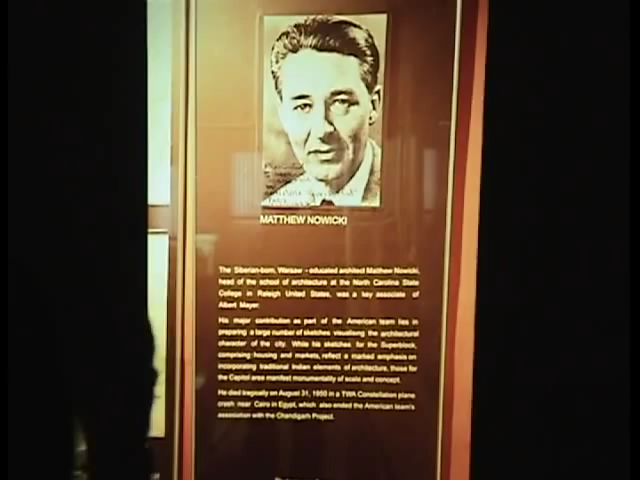 MATTHEW NOWICKI
The Siberian-born, Warsaw - educated architect Matthew Nowicki,
head of the school of architecture at the North Carolina State
College in Raleigh United States, was a key associate of
Albert Mayer.
His major contribution as part of the American team lies in
preparing a large number of sketches visualising the architectural
character of the city. While his sketches for the Superblock,
comprising housing and markets, reflect a marked emphasis on
incorporating traditional Indian elements of architecture, those for
the Capitol area manifest monumentality of scale and concept.
He died tragically on August 31, 1950 in a TWA Constellation plane
crash near Cairo in Egypt, which also ended the American team's
association with the Chandigarh Project.